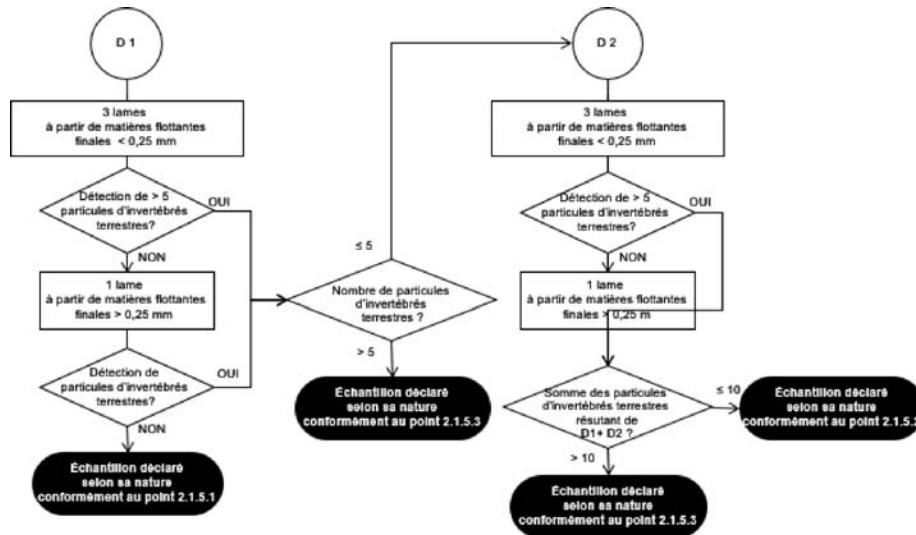 D 1
3 lames
à partir de matières flottantes
finales < 0,25 mm
Détection de > 5
particules d'invertébrés
terrestres?
OUI
NON
1 lame
à partir de matières flottantes
finales > 0,25 mm
Détection de
particules d'invertébrés
terrestres?
OUI
NON
Échantillon déclaré
selon sa nature
conformément au point 2.1.5.1
≤ 5
Nombre de particules
d'invertébrés
terrestres ?
> 5
Échantillon déclaré
selon sa nature
conformément au point 2.1.5.3
D 2
3 lames
à partir de matières flottantes
finales < 0,25 mm
Détection de > 5
particules d'invertébrés
terrestres?
OUI
NON
1 lame
à partir de matières flottantes
finales > 0,25 m
Somme des particules
d'invertébrés terrestres
résutant de
D1+ D2 ?
≤ 10
Échantillon déclaré
selon sa nature
conformément au point
> 10
Échantillon déclaré
selon sa nature
conformément au point 2.1.5.3